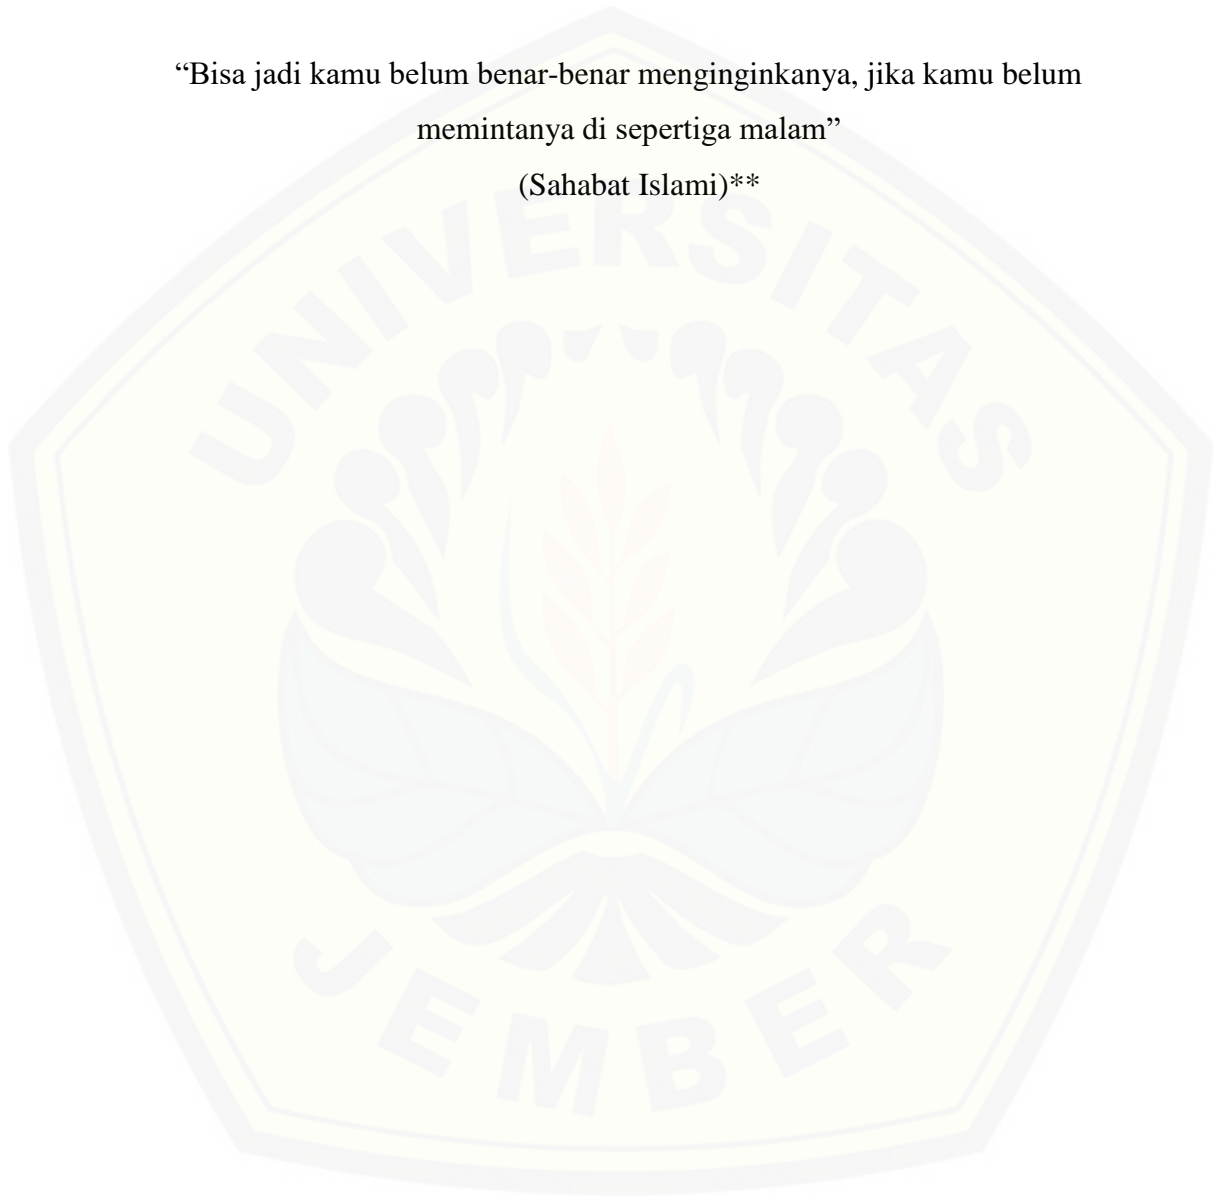 “Bisa jadi kamu belum benar-benar menginginkanya, jika kamu belum
memintanya di sepertiga malam”
(Sahabat Islami)**
UNIVERSITAS
JEMBER